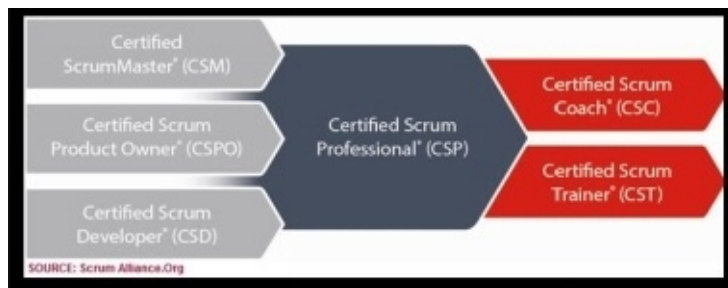 Certified
ScrumMaster® (CSM)
Certified Scrum
Product Owner® (CSPO)
Certified Scrum
Developer® (CSD)
Certified Scrum
Professional® (CSP)
Certified Scrum
Coach® (CSC)
Certified Scrum
Trainer® (CST)
SOURCE: Scrum Alliance.Org